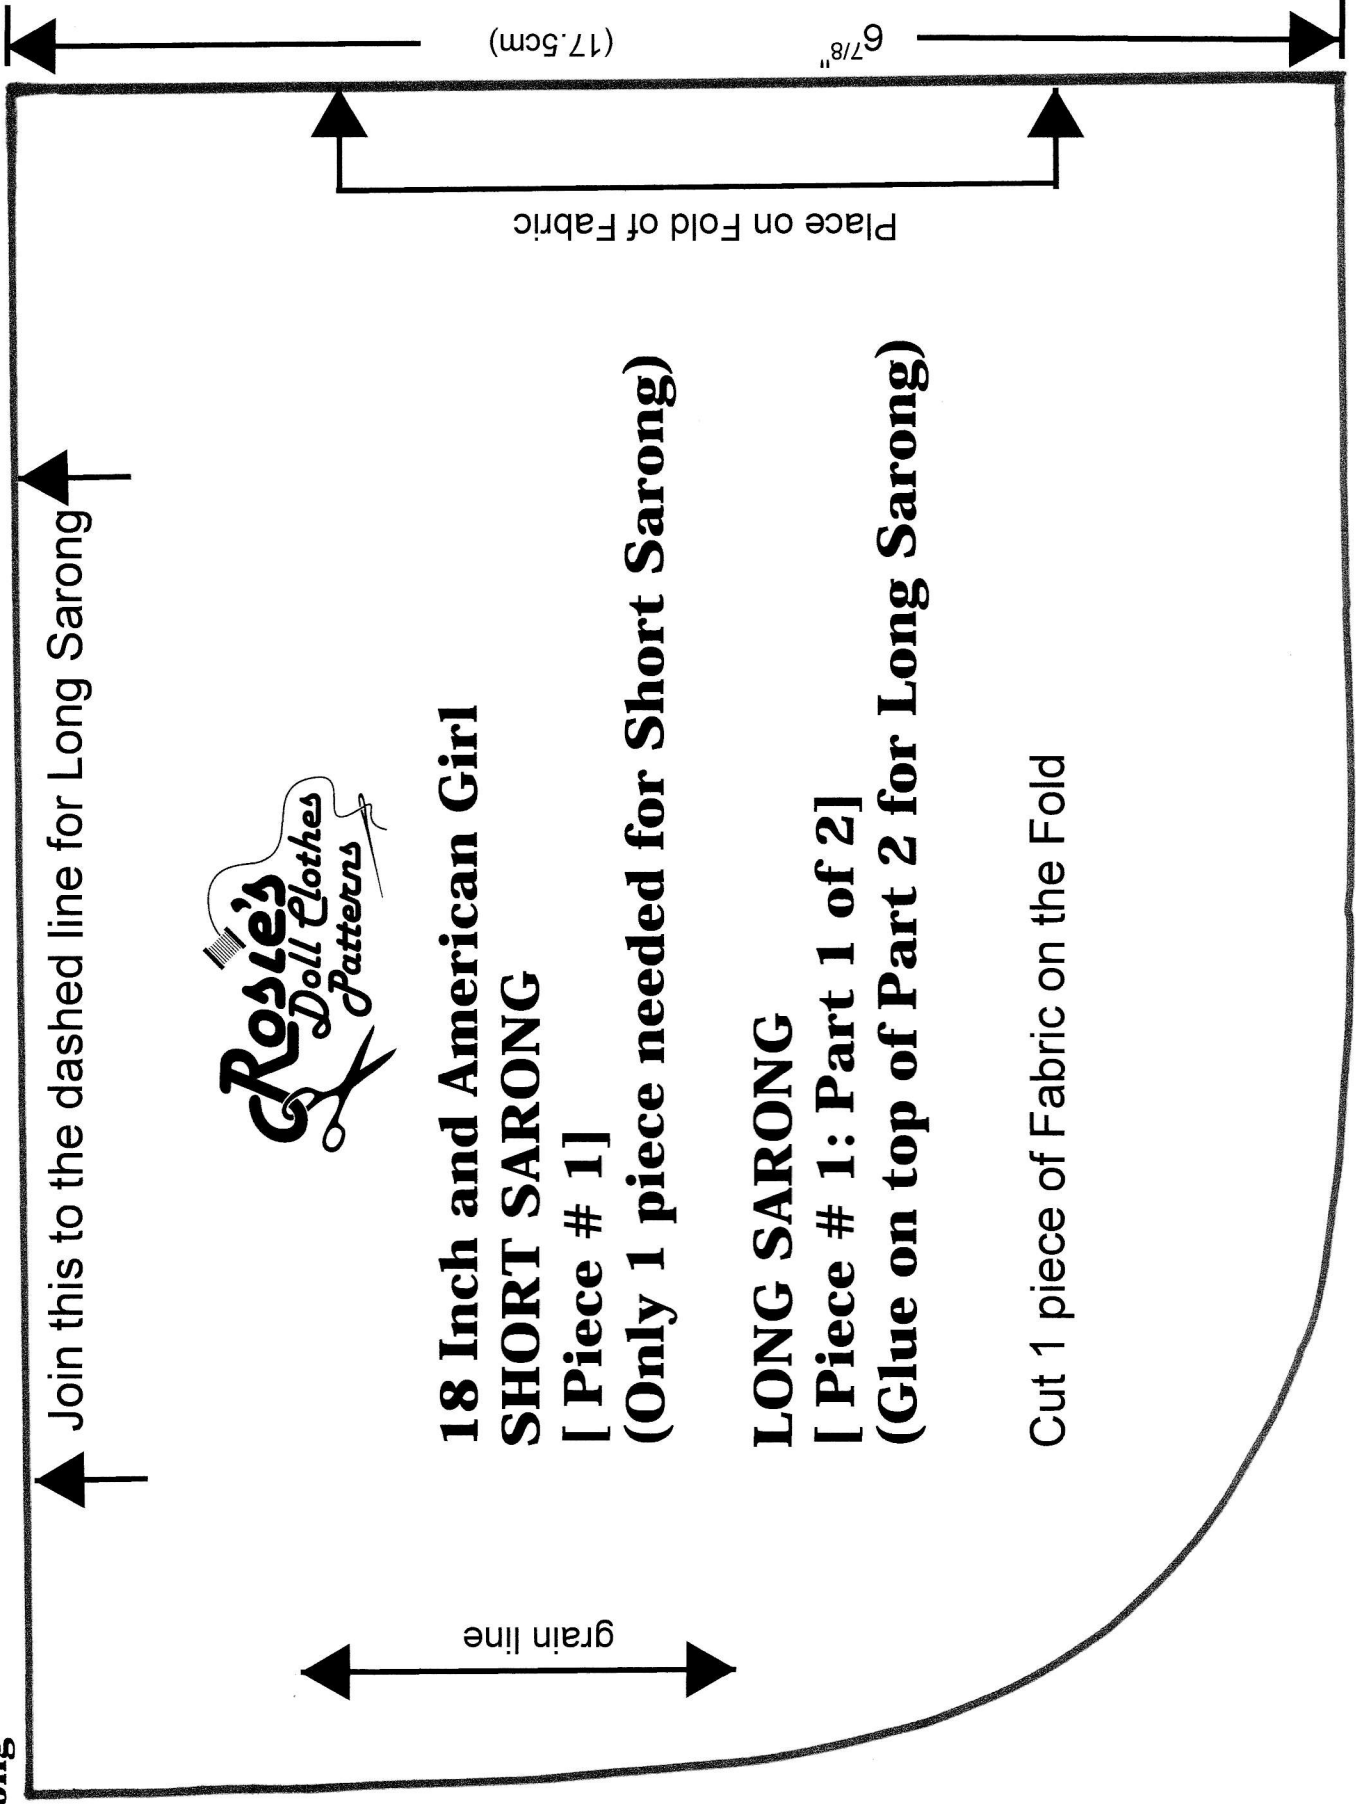 Join this to the dashed line for Long Sarong
Rosie's
Doll Clothes
Patterns
18 Inch and American Girl
SHORT SARONG
[ Piece # 1]
(Only 1 piece needed for Short Sarong)
LONG SARONG
[ Piece # 1: Part 1 of 2]
(Glue on top of Part 2 for Long Sarong)
Cut 1 piece of Fabric on the Fold
grain line
Place on Fold of Fabric
6 7/8"
(17.5cm)